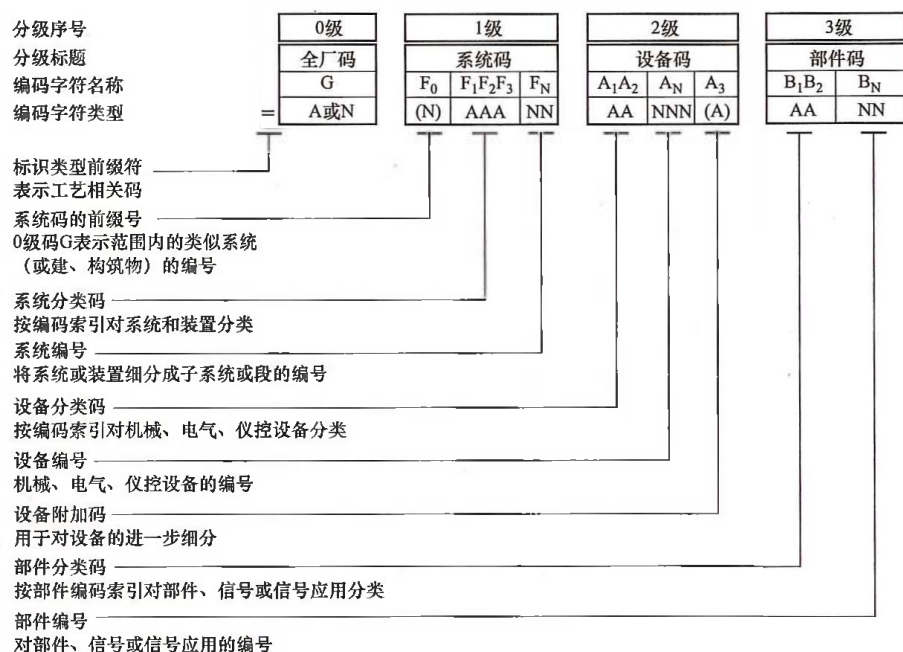 分级序号 0级 1级 2级 3级
分级标题 全厂码 系统码 设备码 部件码
编码字符名称 G F₀ F₁F₂F₃ F_N A₁A₂ A_N A₃ B₁B₂ B_N
编码字符类型 = A或N (N) AAA NN AA NNN (A) AA NN
标识类型前缀符
表示工艺相关码
系统码的前缀号
0级码G表示范围内的类似系统
（或建、构筑物）的编号
系统分类码
按编码索引对系统和装置分类
系统编号
将系统或装置细分成子系统或段的编号
设备分类码
按编码索引对机械、电气、仪控设备分类
设备编号
机械、电气、仪控设备的编号
设备附加码
用于对设备的进一步细分
部件分类码
按部件编码索引对部件、信号或信号应用分类
部件编号
对部件、信号或信号应用的编号